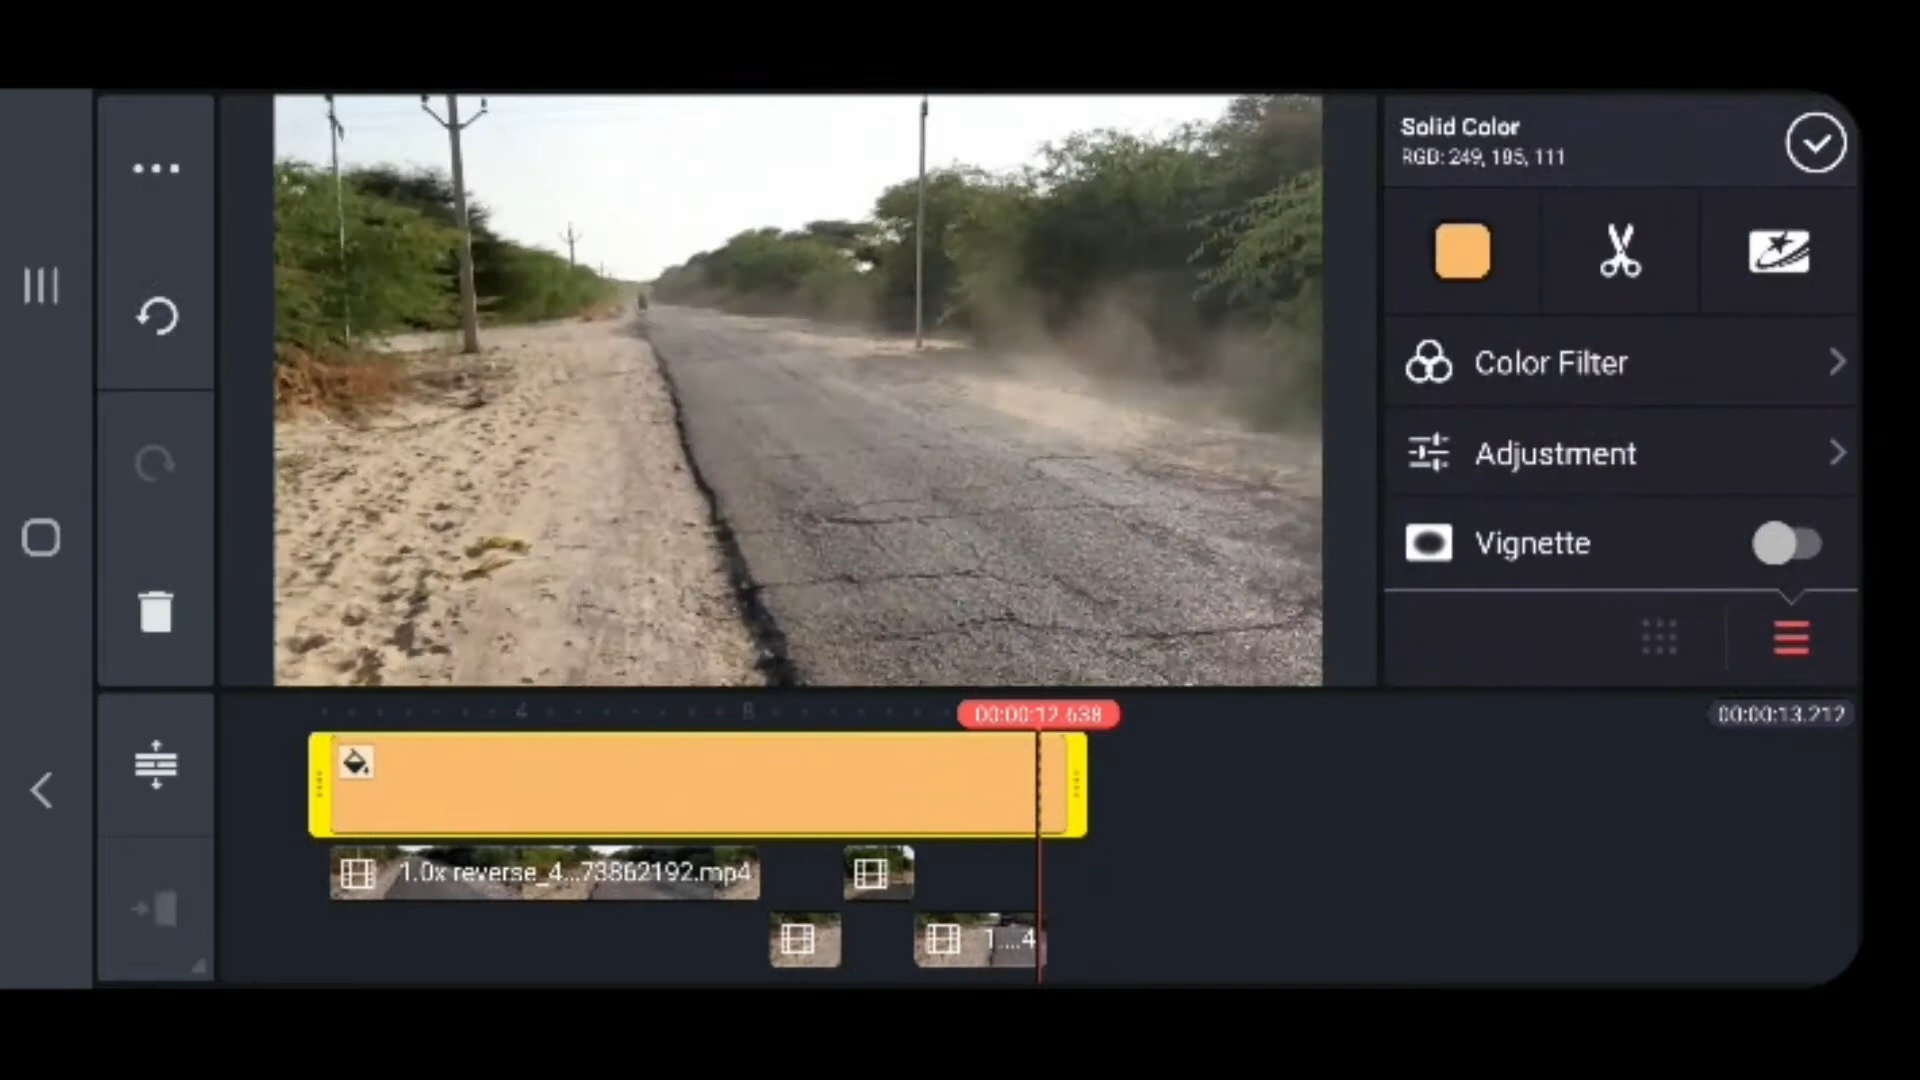 Solid Color
RGB: 249, 185, 111
Color Filter
Adjustment
Vignette
4
8
00:00:12.638
00:00:13.212
1.0x reverse_4...73862192.mp4
1....4